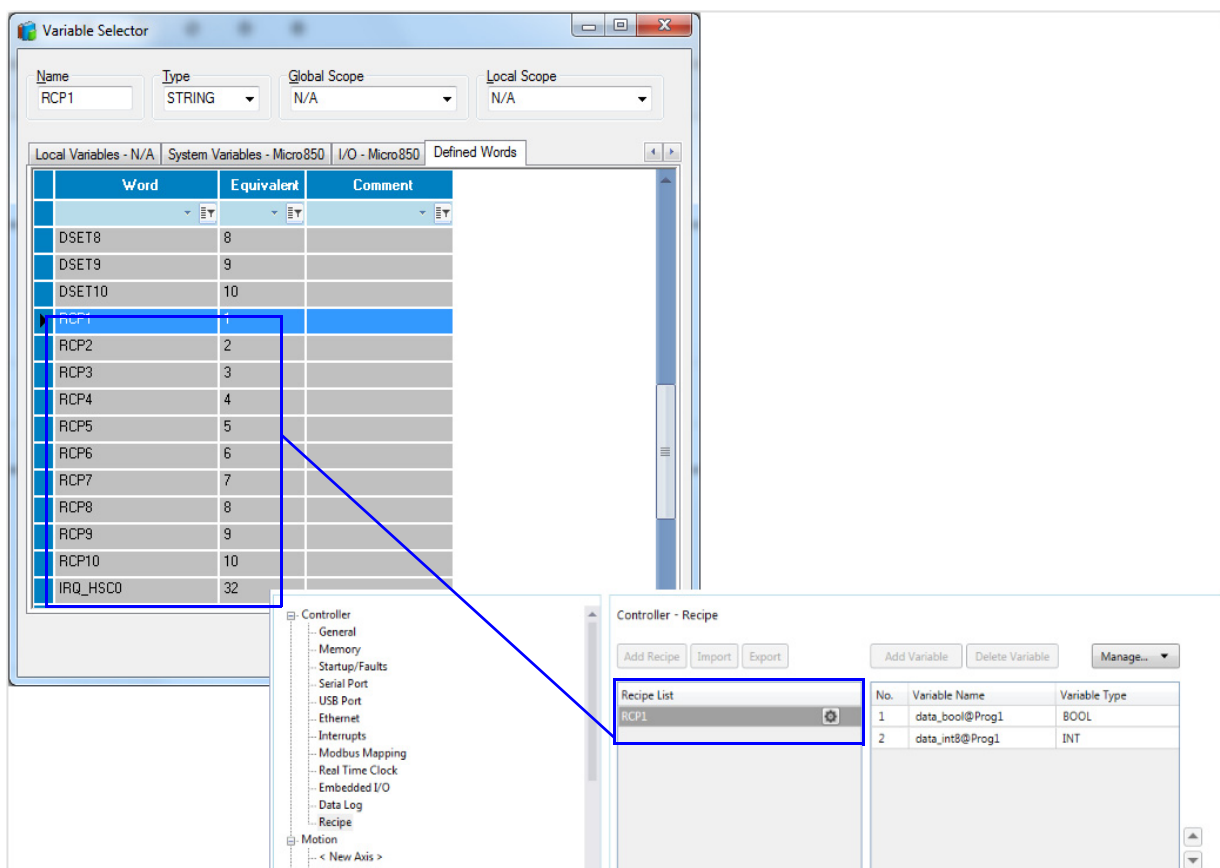 Variable Selector
Name Type Global Scope Local Scope
RCP1 STRING N/A N/A
Local Variables - N/A System Variables - Micro850 I/O - Micro850 Defined Words
Word Equivalent Comment
DSET8 8
DSET9 9
DSET10 10
RCP1 1
RCP2 2
RCP3 3
RCP4 4
RCP5 5
RCP6 6
RCP7 7
RCP8 8
RCP9 9
RCP10 10
IRQ_HSC0 32
Controller
General
Memory
Startup/Faults
Serial Port
USB Port
Ethernet
Interrupts
Modbus Mapping
Real Time Clock
Embedded I/O
Data Log
Recipe
Motion
< New Axis >
Controller - Recipe
Add Recipe Import Export Add Variable Delete Variable Manage...
Recipe List
RCP1
No. Variable Name Variable Type
1 data_bool@Prog1 BOOL
2 data_int8@Prog1 INT